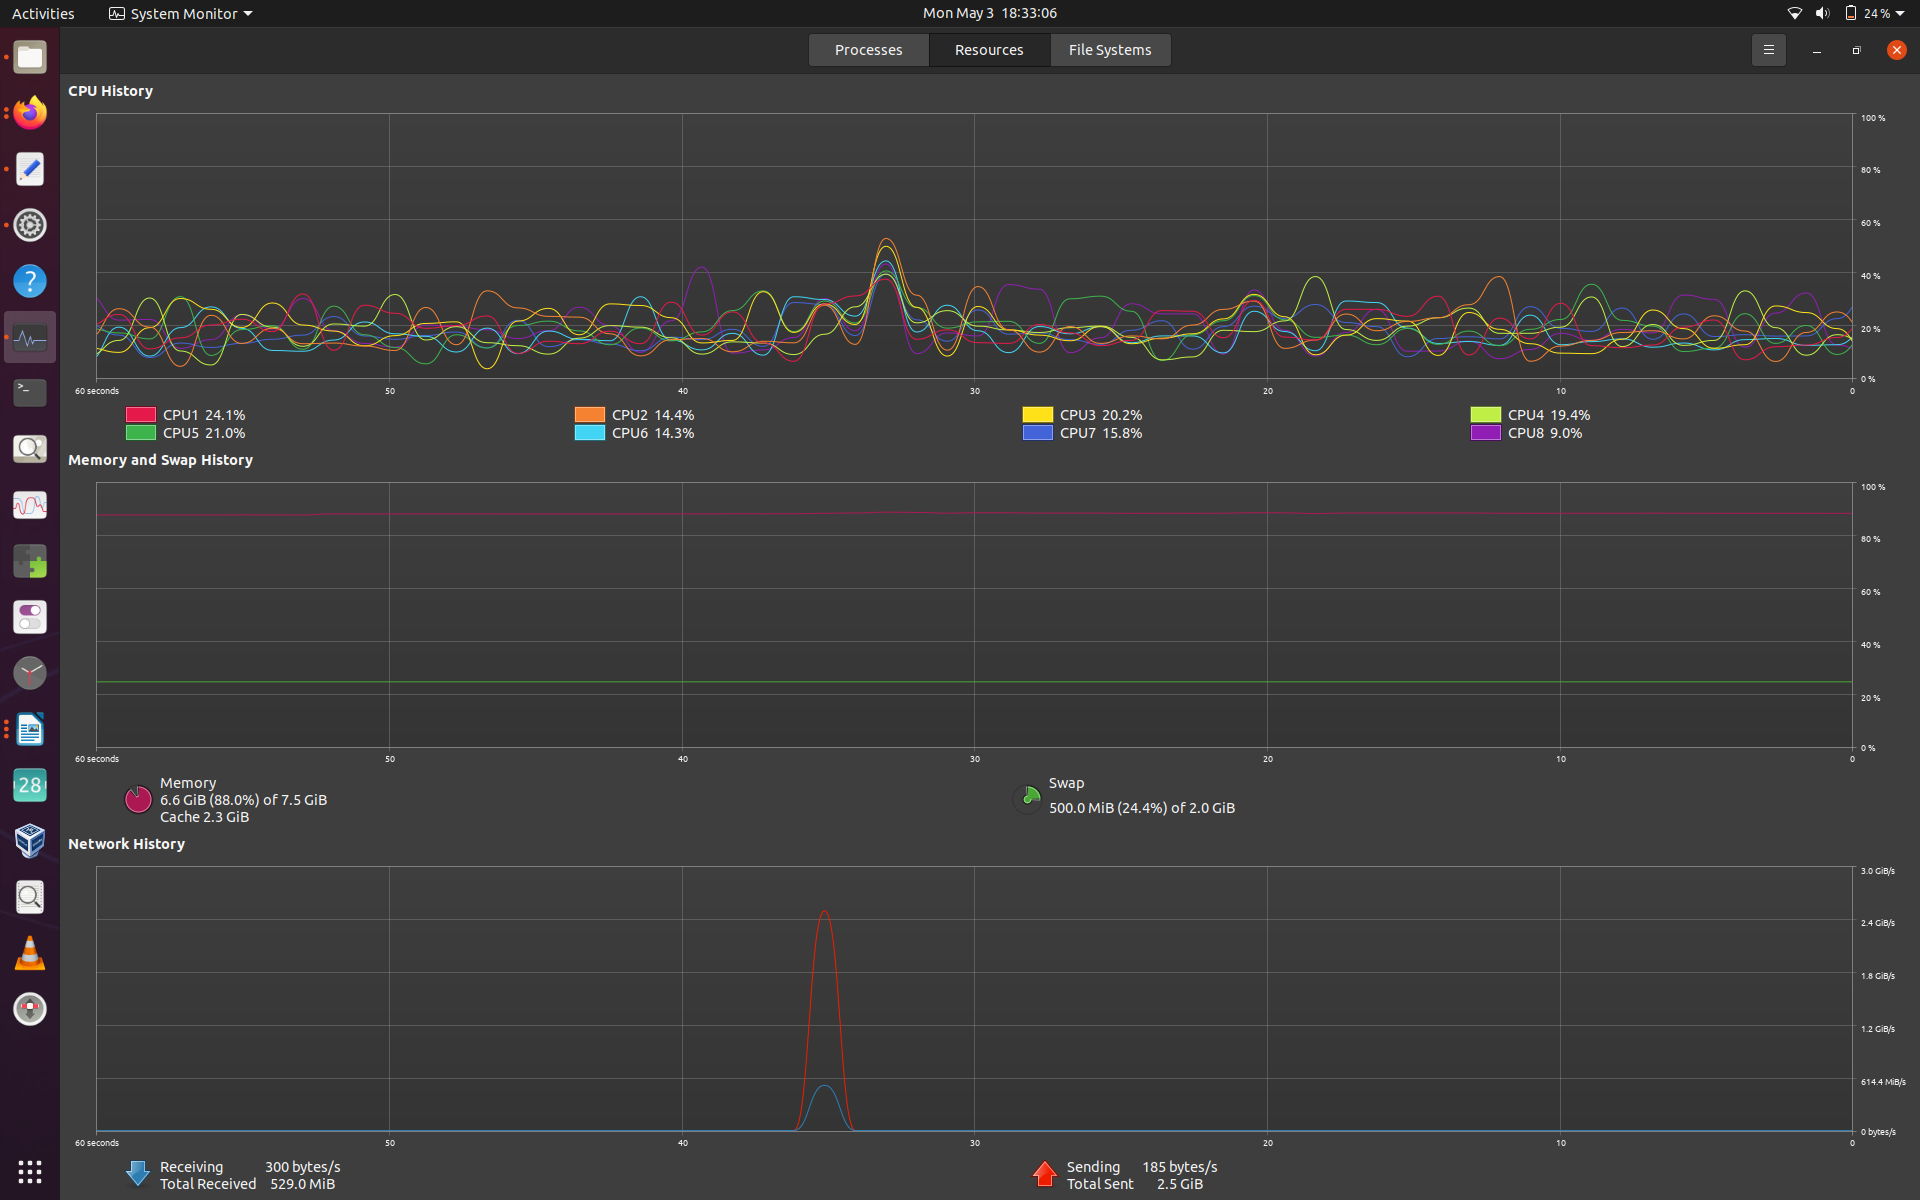 Activities System Monitor Mon May 3 18:33:06 24 %
Processes Resources File Systems
CPU History
100 %
80 %
60 %
40 %
20 %
0 %
60 seconds 50 40 30 20 10 0
CPU1 24.1% CPU2 14.4% CPU3 20.2% CPU4 19.4%
CPU5 21.0% CPU6 14.3% CPU7 15.8% CPU8 9.0%
Memory and Swap History
100 %
80 %
60 %
40 %
20 %
0 %
60 seconds 50 40 30 20 10 0
Memory Swap
6.6 GiB (88.0%) of 7.5 GiB 500.0 MiB (24.4%) of 2.0 GiB
Cache 2.3 GiB
28
Network History
3.0 GiB/s
2.4 GiB/s
1.8 GiB/s
1.2 GiB/s
614.4 MiB/s
0 bytes/s
60 seconds 50 40 30 20 10 0
Receiving 300 bytes/s Sending 185 bytes/s
Total Received 529.0 MiB Total Sent 2.5 GiB